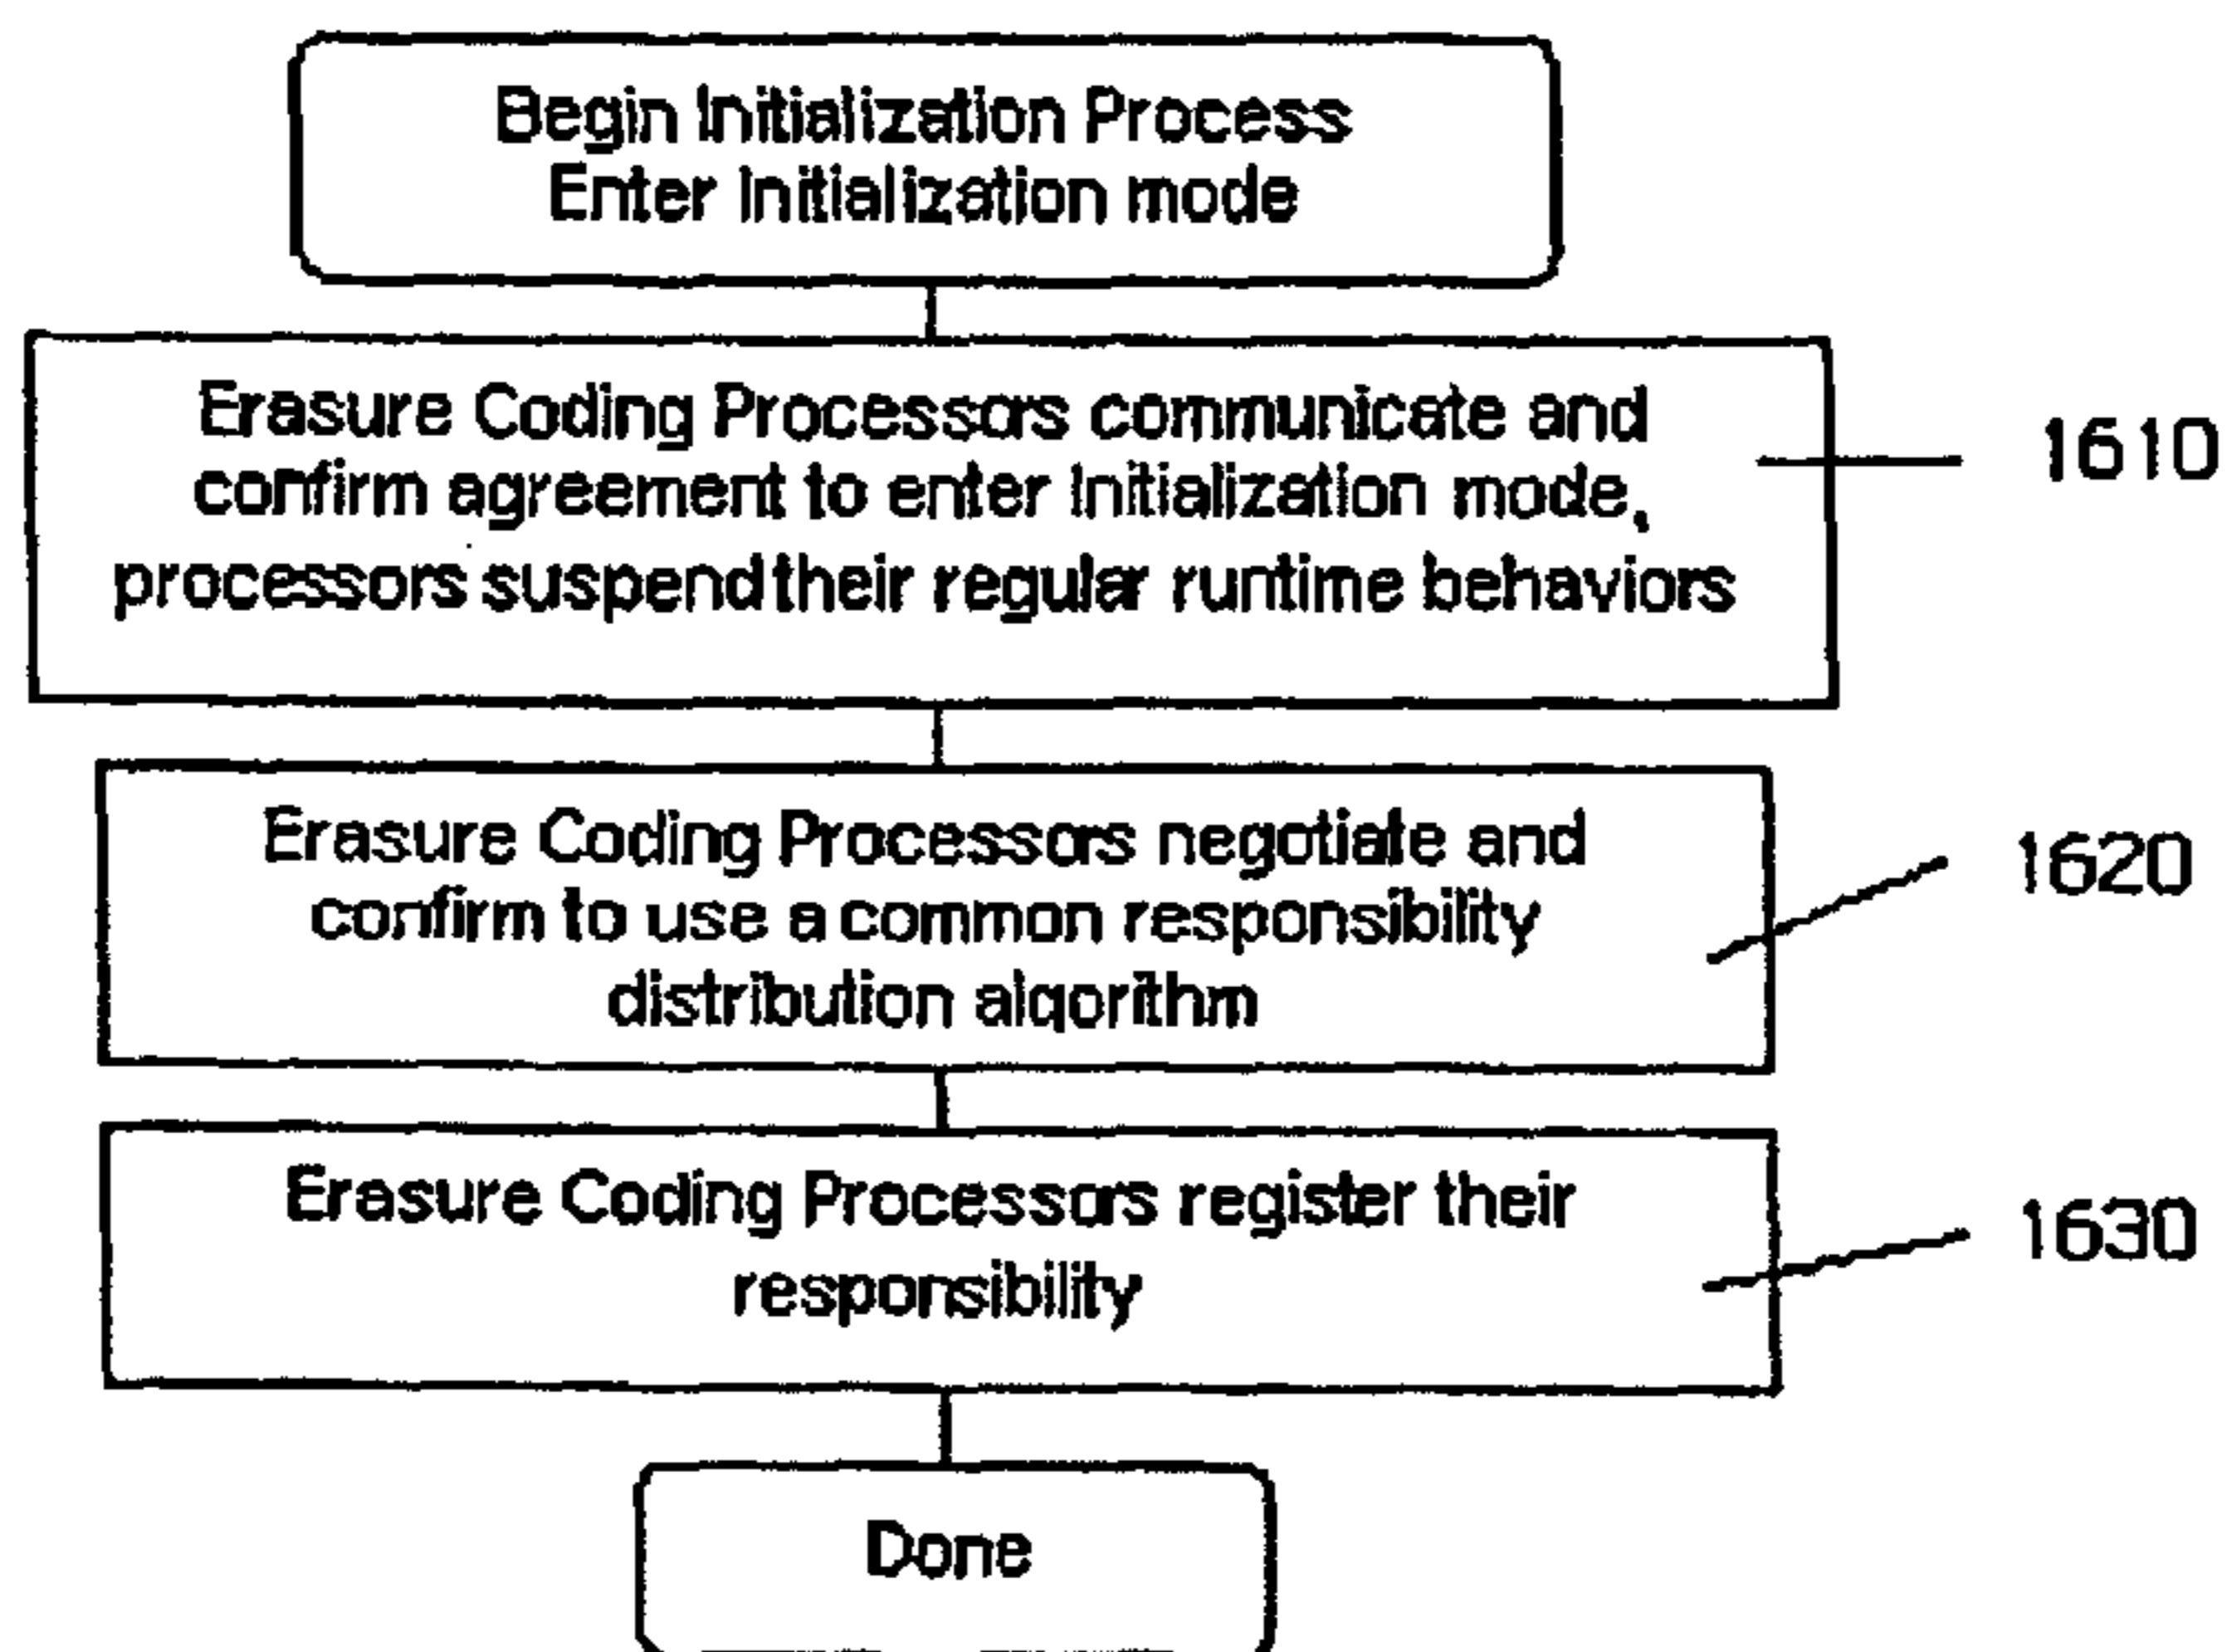 Begin Initialization Process
Enter Initialization mode
Erasure Coding Processors communicate and
confirm agreement to enter Initialization mode,
processors suspend their regular runtime behaviors
1610
Erasure Coding Processors negotiate and
confirm to use a common responsibility
distribution algorithm
1620
Erasure Coding Processors register their
responsibility
1630
Done